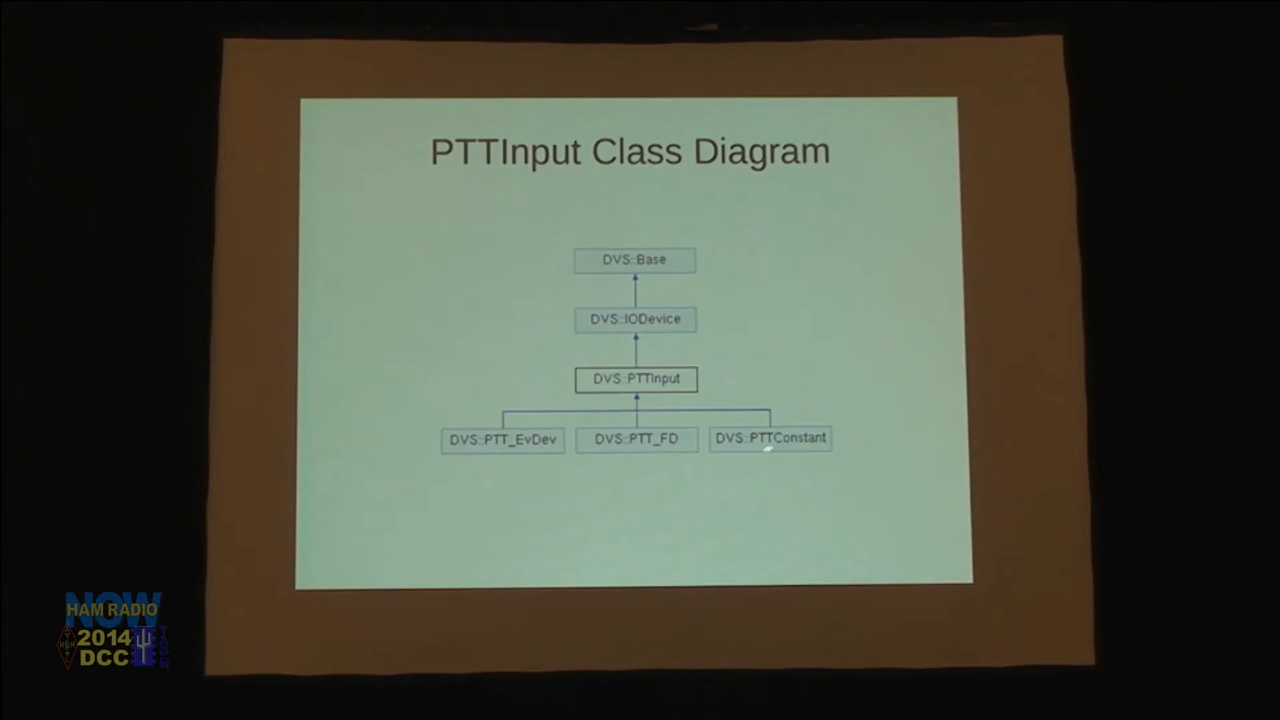 PTTInput Class Diagram
DVS::Base
DVS::IODevice
DVS::PTTInput
DVS::PTT_EvDev
DVS::PTT_FD
DVS::PTTConstant
NOW
HAM RADIO
2014
DCC